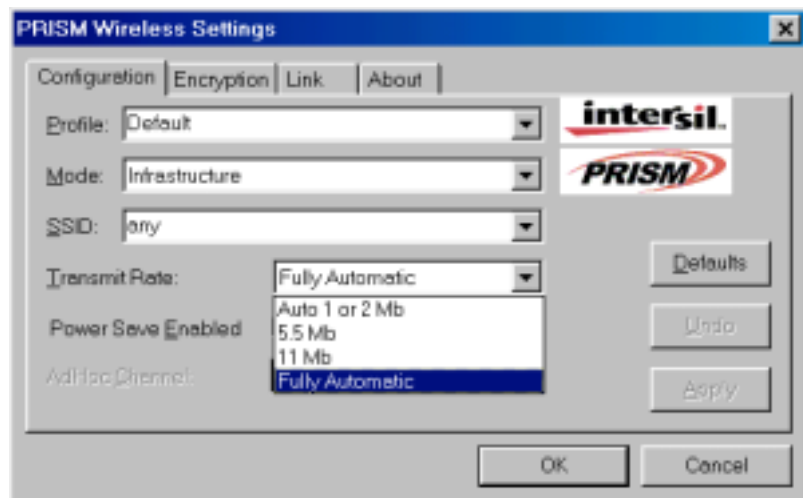 PRISM Wireless Settings
Configuration Encryption Link About
Profile: Default
intersil.
Mode: Infrastructure
PRISM
SSID: any
Transmit Rate: Fully Automatic
Defaults
Auto 1 or 2 Mb
Power Save Enabled
5.5 Mb
Undo
11 Mb
AdHoc Channel:
Fully Automatic
Apply
OK Cancel